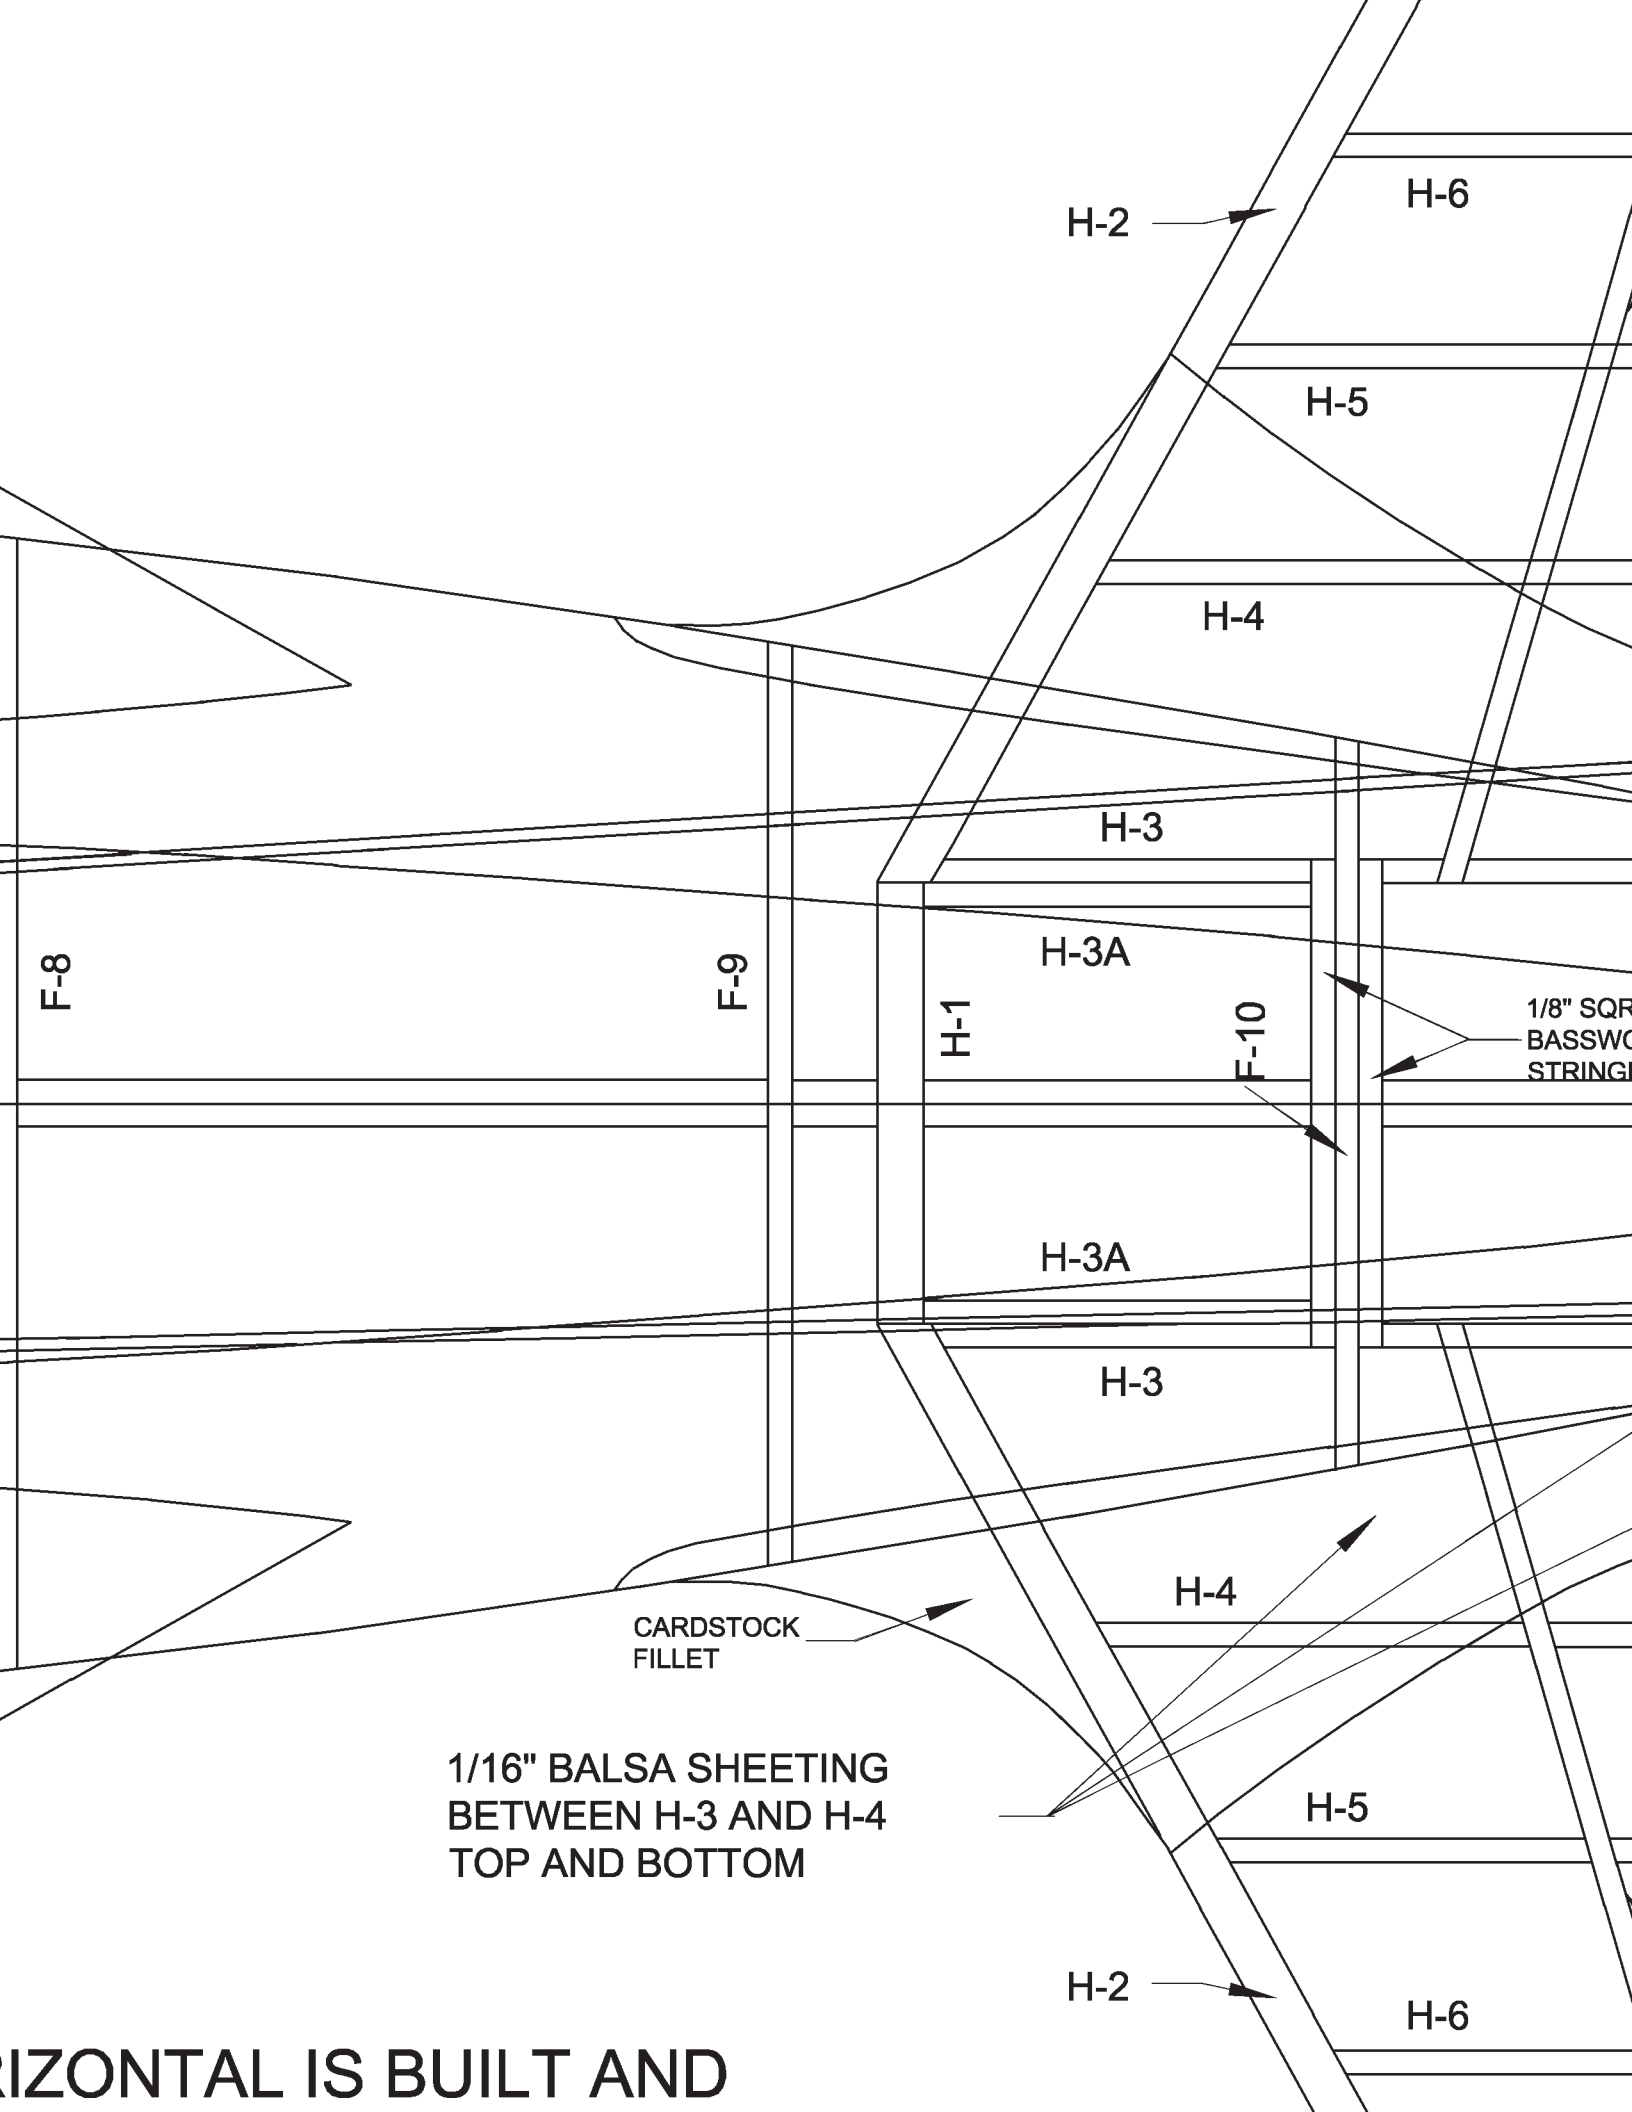 H-6
H-2
H-5
H-4
H-3
H-3A
F-8
F-9
H-1
F-10
1/8" SQR
BASSWO
STRING
H-3A
H-3
H-4
CARDSTOCK
FILLET
1/16" BALSA SHEETING
BETWEEN H-3 AND H-4
TOP AND BOTTOM
H-5
H-2
H-6
RIZONTAL IS BUILT AND